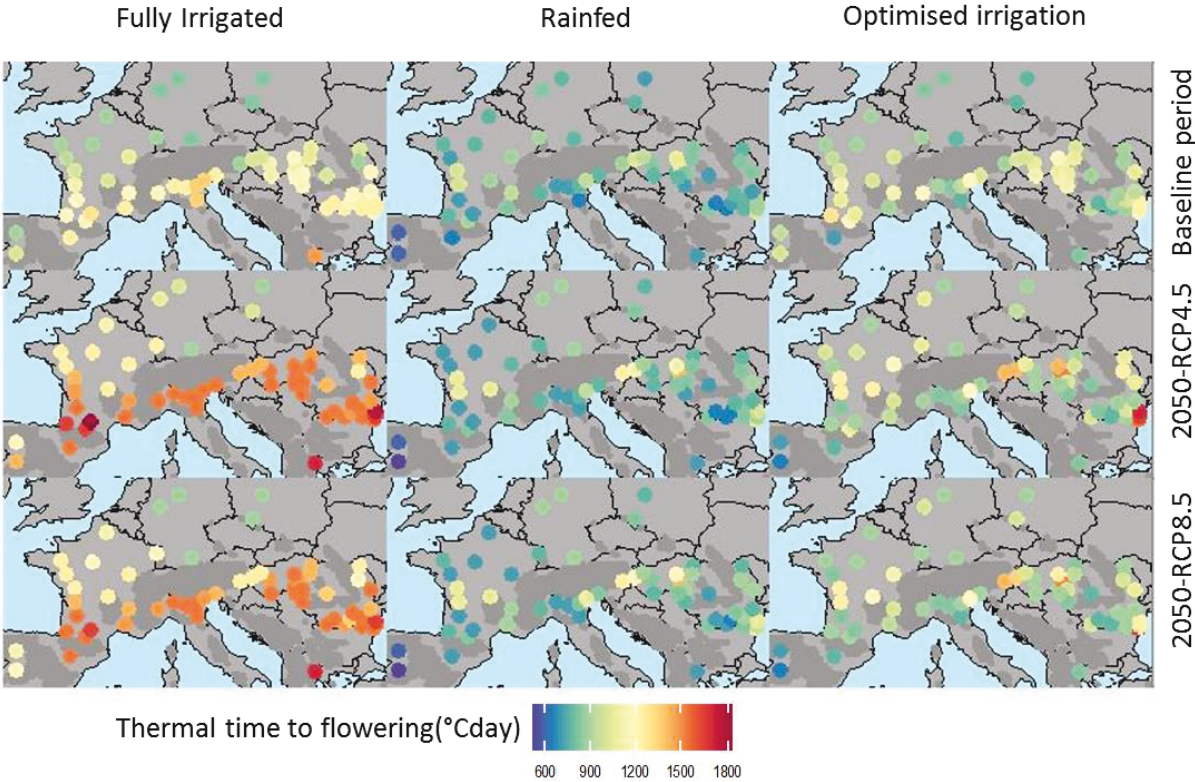 Fully Irrigated
Rainfed
Optimised irrigation
Baseline period
2050-RCP4.5
2050-RCP8.5
Thermal time to flowering(°Cday)
600 900 1200 1500 1800